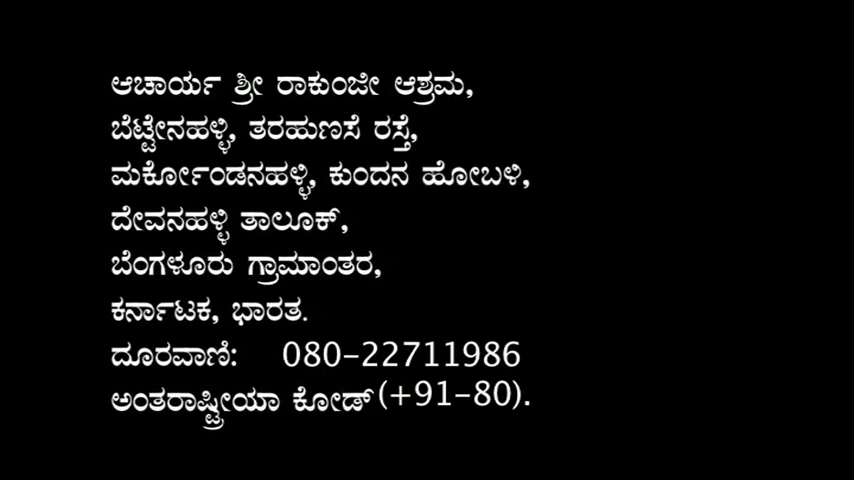 ಆಚಾರ್ಯ ಶ್ರೀ ರಾಕುಂಜೀ ಆಶ್ರಮ,
ಬೆಟ್ಟೇನಹಳ್ಳಿ, ತರಹುಣಸೆ ರಸ್ತೆ,
ಮರ್ಕೋಂಡನಹಳ್ಳಿ, ಕುಂದನ ಹೋಬಳಿ,
ದೇವನಹಳ್ಳಿ ತಾಲೂಕ್,
ಬೆಂಗಳೂರು ಗ್ರಾಮಾಂತರ,
ಕರ್ನಾಟಕ, ಭಾರತ.
ದೂರವಾಣಿ: 080-22711986
ಅಂತರಾಷ್ಟ್ರೀಯಾ ಕೋಡ್ (+91-80).